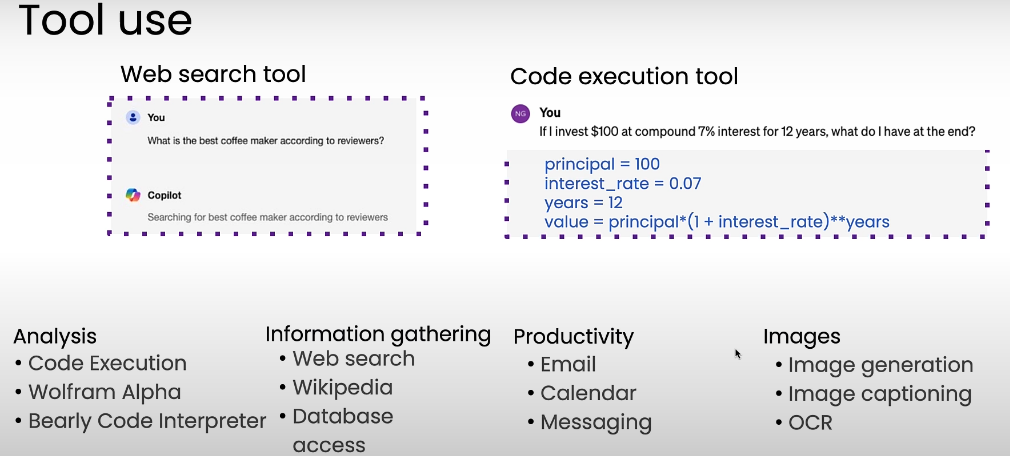 Tool use
Web search tool
You
What is the best coffee maker according to reviewers?
Copilot
Searching for best coffee maker according to reviewers
Code execution tool
NG
You
If I invest $100 at compound 7% interest for 12 years, what do I have at the end?
principal = 100
interest_rate = 0.07
years = 12
value = principal*(1 + interest_rate)**years
Analysis
• Code Execution
• Wolfram Alpha
• Bearly Code Interpreter
Information gathering
• Web search
• Wikipedia
• Database
access
Productivity
• Email
• Calendar
• Messaging
Images
• Image generation
• Image captioning
• OCR